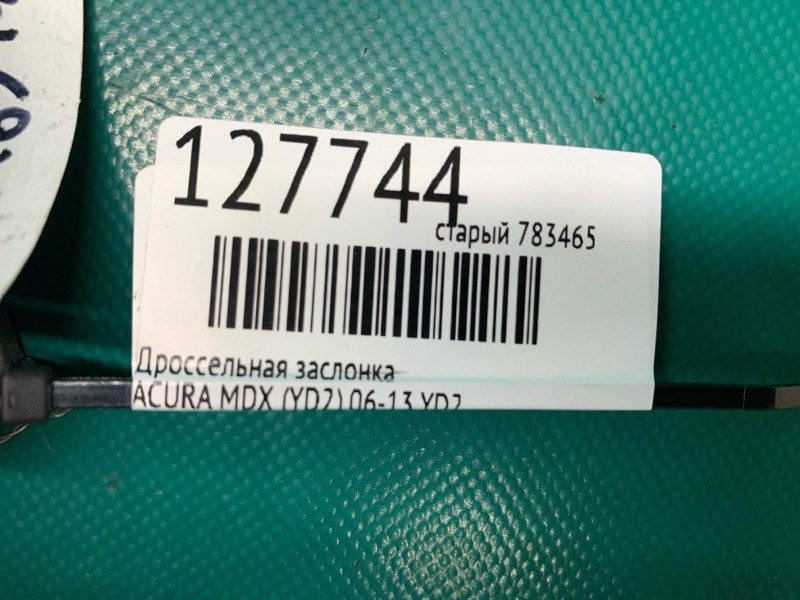 127744
старый 783465
Дроссельная заслонка
ACURA MDX (YD2) 06-13 YD2